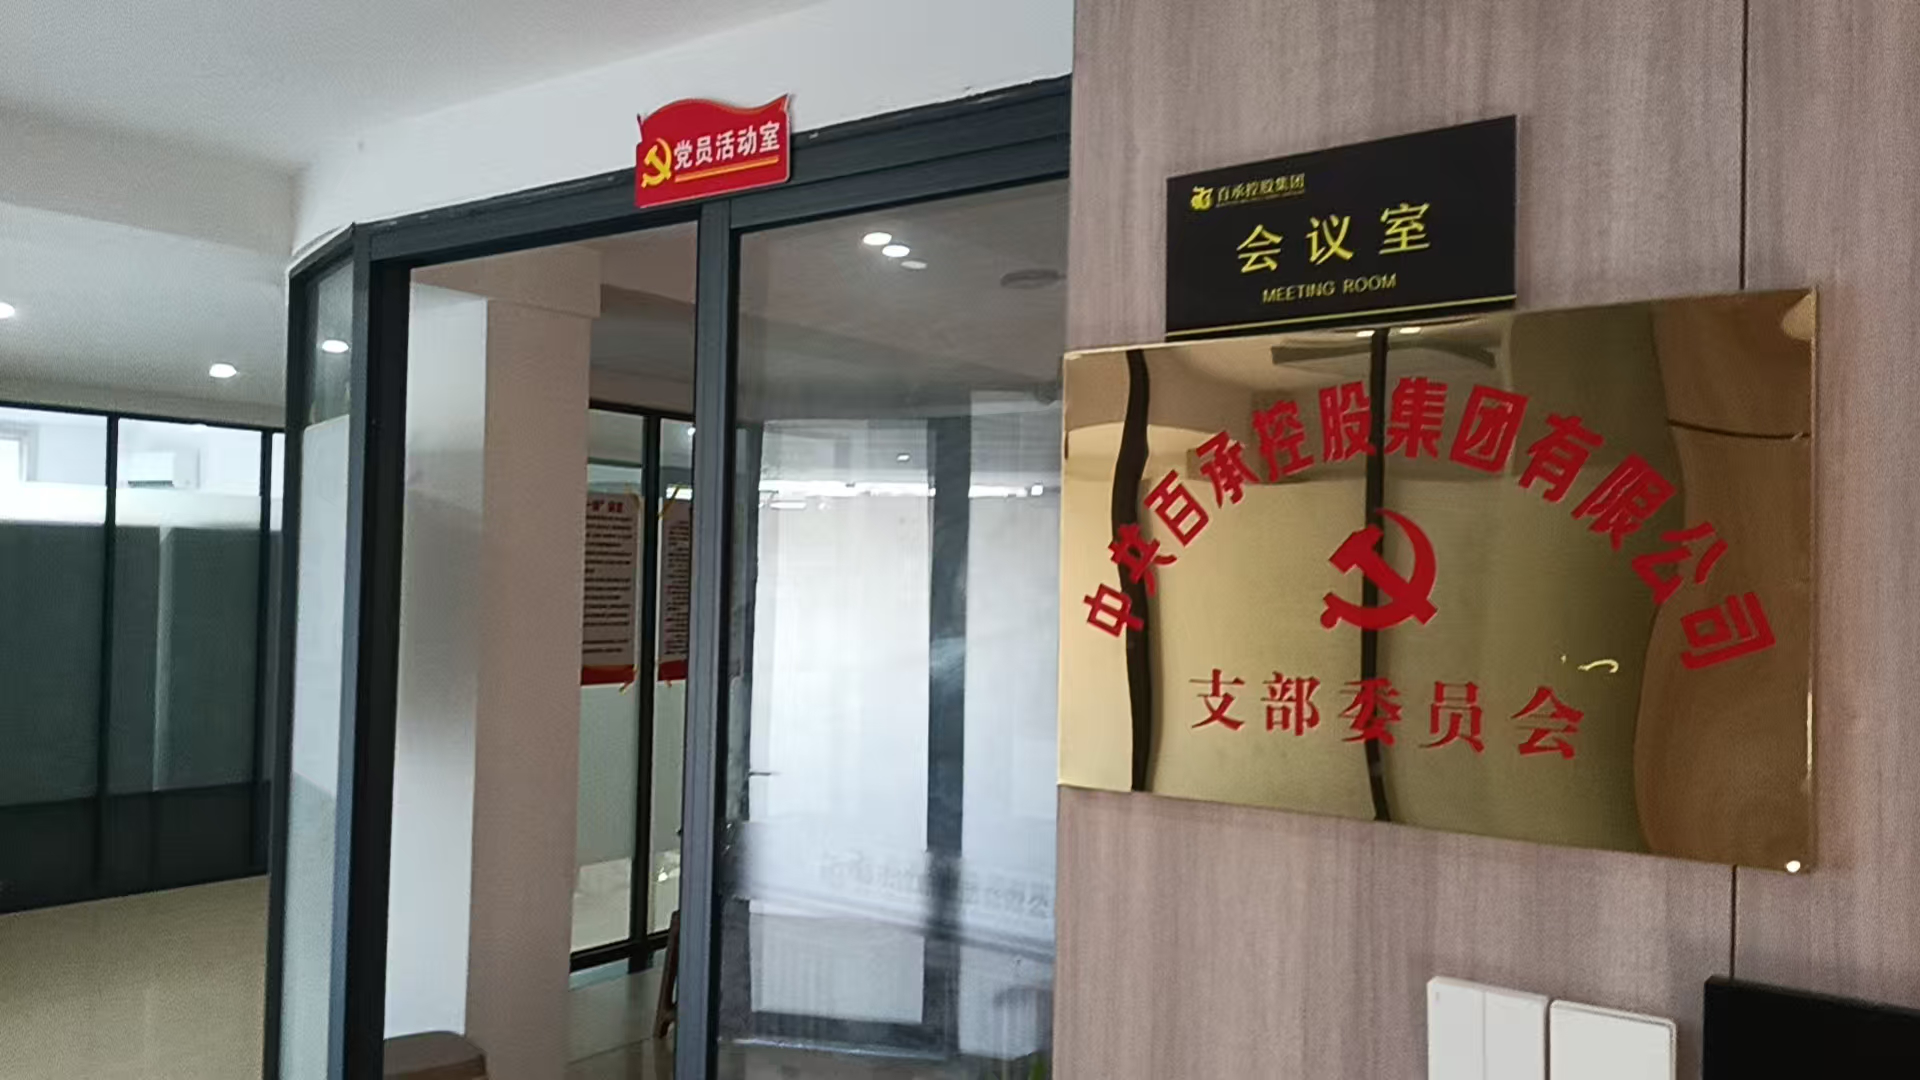 党员活动室
百承控股集团
会议室
MEETING ROOM
中共百承控股集团有限公司
支部委员会